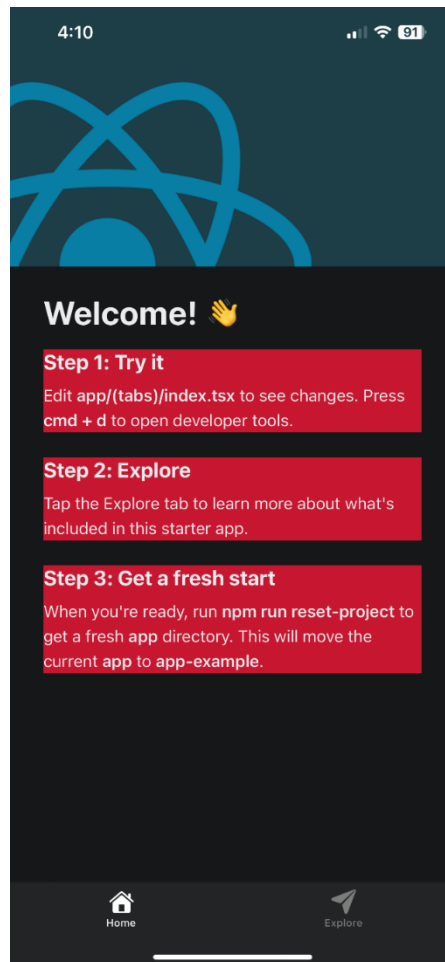 4:10
91
Welcome! 👋
Step 1: Try it
Edit app/(tabs)/index.tsx to see changes. Press
cmd + d to open developer tools.
Step 2: Explore
Tap the Explore tab to learn more about what's
included in this starter app.
Step 3: Get a fresh start
When you're ready, run npm run reset-project to
get a fresh app directory. This will move the
current app to app-example.
Home
Explore